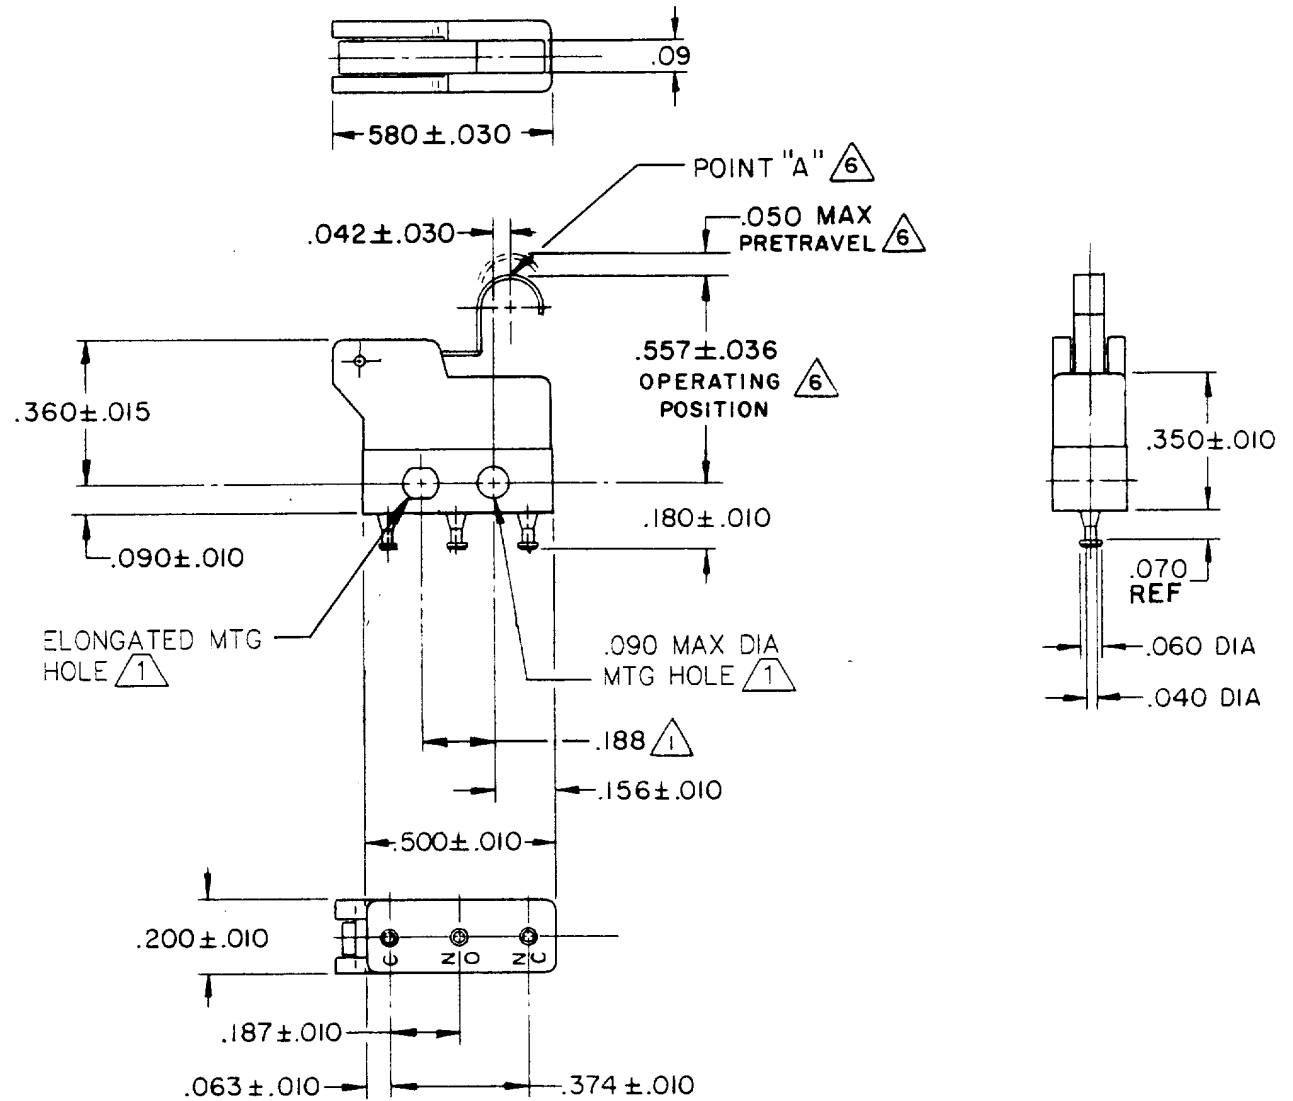 .09
.580±.030
POINT "A" 6
.042±.030
.050 MAX
PRETRAVEL 6
.557±.036
OPERATING 6
POSITION
.360±.015
.350±.010
.180±.010
.090±.010
.070
REF
ELONGATED MTG
HOLE 1
.090 MAX DIA
MTG HOLE 1
.060 DIA
.040 DIA
.188 1
.156±.010
.500±.010
.200±.010
C NO NC
.187±.010
.063±.010
.374±.010